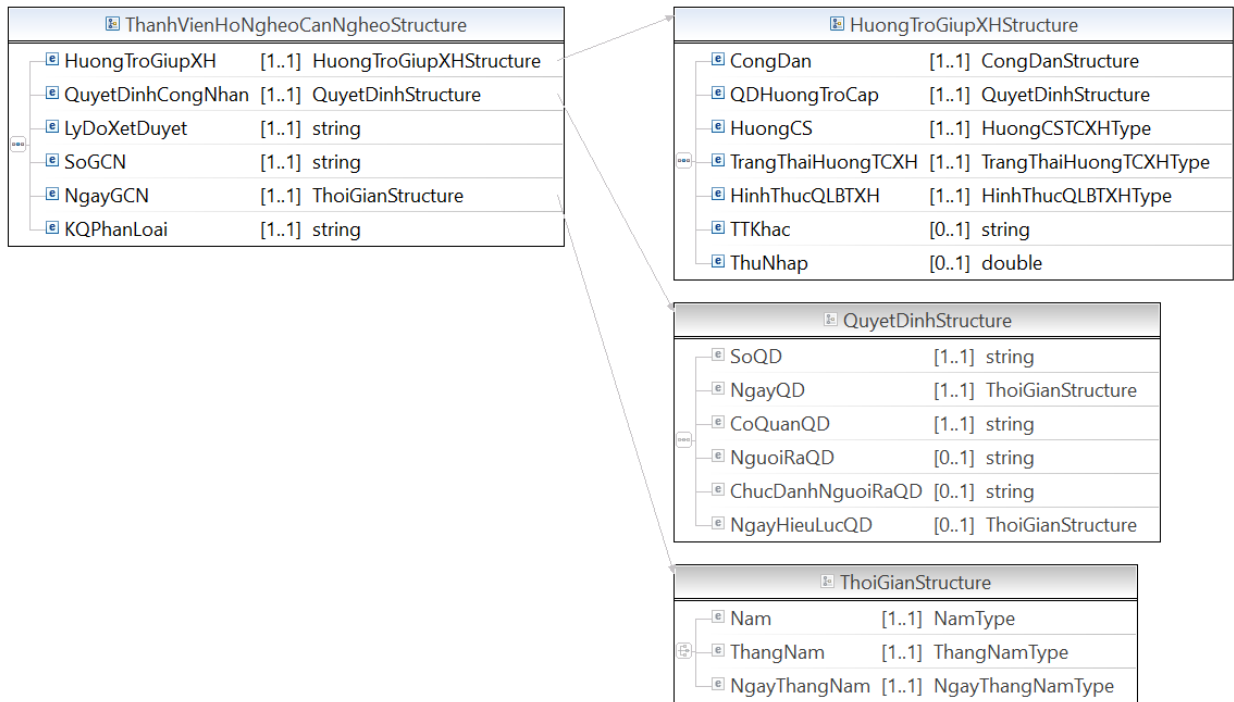 ThanhVienHoNgheoCanNgheoStructure
HuongTroGiupXH [1..1] HuongTroGiupXHStructure
QuyetDinhCongNhan [1..1] QuyetDinhStructure
LyDoXetDuyet [1..1] string
SoGCN [1..1] string
NgayGCN [1..1] ThoiGianStructure
KQPhanLoai [1..1] string
HuongTroGiupXHStructure
CongDan [1..1] CongDanStructure
QDHuongTroCap [1..1] QuyetDinhStructure
HuongCS [1..1] HuongCSTCXHType
TrangThaiHuongTCXH [1..1] TrangThaiHuongTCXHType
HinhThucQLBTXH [1..1] HinhThucQLBTXHType
TTKhac [0..1] string
ThuNhap [0..1] double
QuyetDinhStructure
SoQD [1..1] string
NgayQD [1..1] ThoiGianStructure
CoQuanQD [1..1] string
NguoiRaQD [0..1] string
ChucDanhNguoiRaQD [0..1] string
NgayHieuLucQD [0..1] ThoiGianStructure
ThoiGianStructure
Nam [1..1] NamType
ThangNam [1..1] ThangNamType
NgayThangNam [1..1] NgayThangNamType